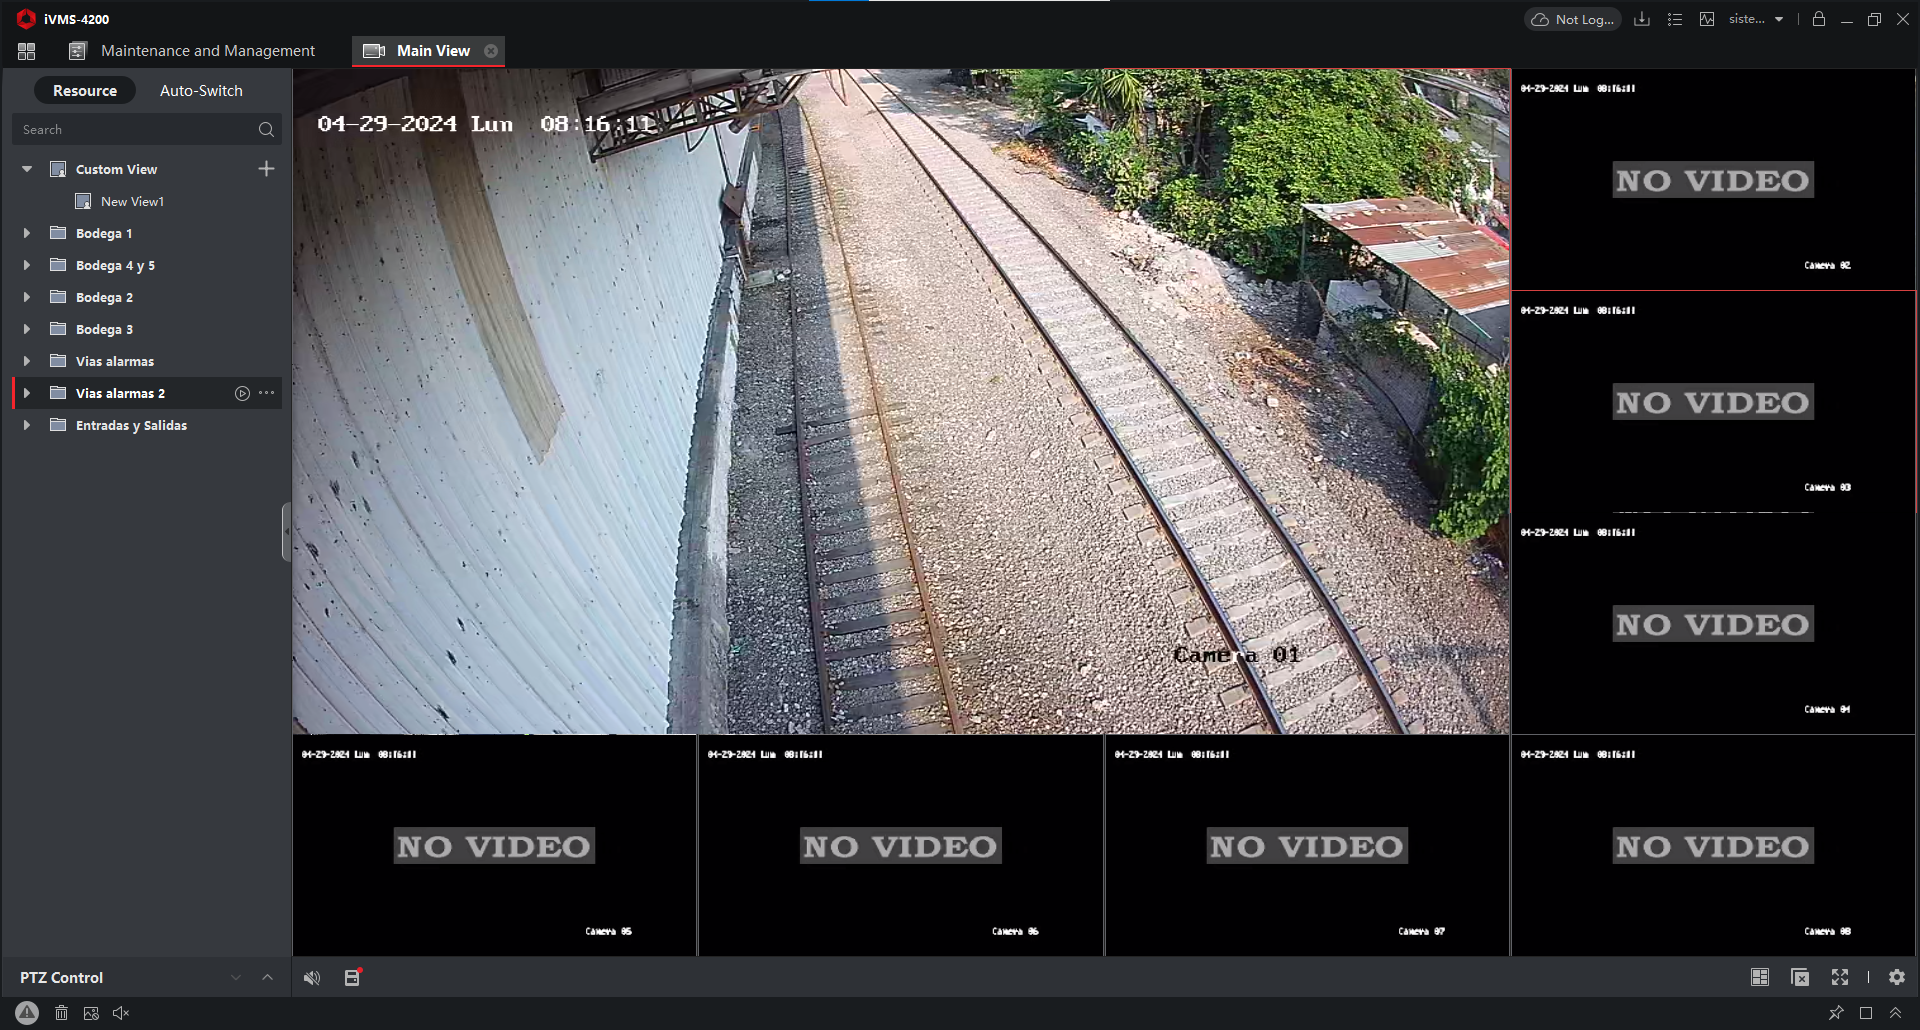 iVMS-4200
Not Log...
siste...
Maintenance and Management
Main View
Resource
Auto-Switch
Search
Custom View
New View1
Bodega 1
Bodega 4 y 5
Bodega 2
Bodega 3
Vias alarmas
Vias alarmas 2
Entradas y Salidas
04-29-2024 Lun 08:16:11
Camera 01
04-29-2024 Lun 08:16:11
NO VIDEO
Camera 02
04-29-2024 Lun 08:16:11
NO VIDEO
Camera 03
04-29-2024 Lun 08:16:11
NO VIDEO
Camera 04
04-29-2024 Lun 08:16:11
NO VIDEO
Camera 05
04-29-2024 Lun 08:16:11
NO VIDEO
Camera 06
04-29-2024 Lun 08:16:11
NO VIDEO
Camera 07
04-29-2024 Lun 08:16:11
NO VIDEO
Camera 08
PTZ Control